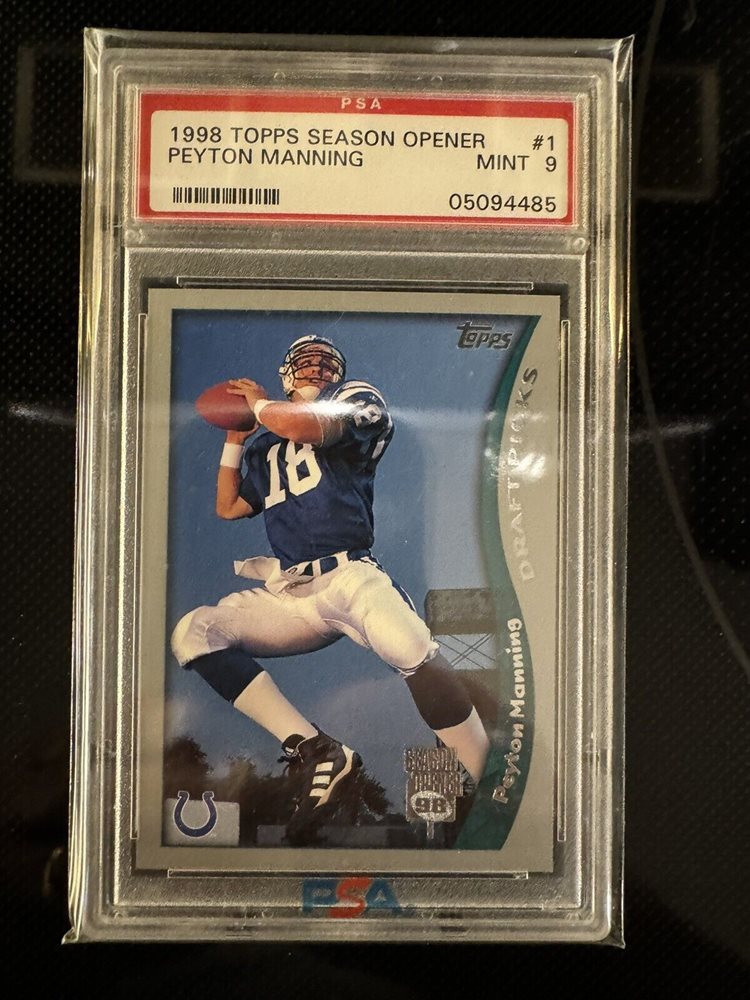 PSA
1998 TOPPS SEASON OPENER #1
PEYTON MANNING MINT 9
05094485
Topps
DRAFT PICKS
18
18
Peyton Manning
SEASON
OPENER
98
PSA